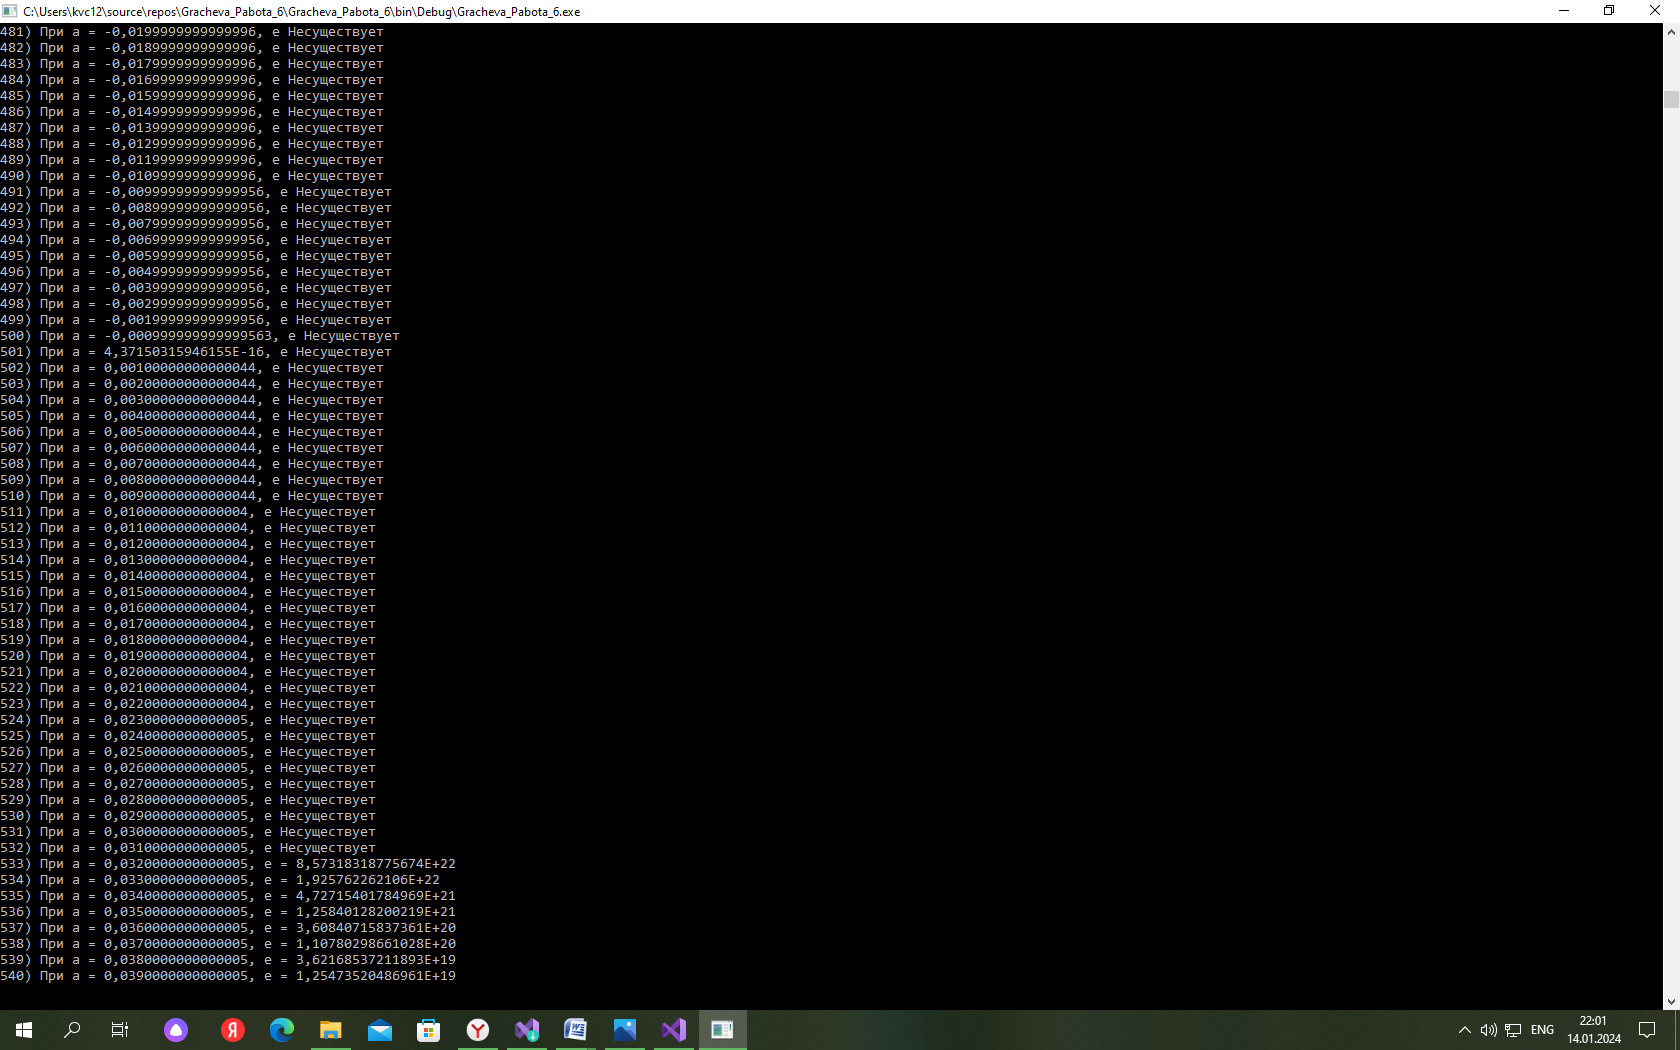 C:\Users\kvc12\source\repos\Gracheva_Pabota_6\Gracheva_Pabota_6\bin\Debug\Gracheva_Pabota_6.exe
481) При a = -0,0199999999999996, e Несуществует
482) При a = -0,0189999999999996, e Несуществует
483) При a = -0,0179999999999996, e Несуществует
484) При a = -0,0169999999999996, e Несуществует
485) При a = -0,0159999999999996, e Несуществует
486) При a = -0,0149999999999996, e Несуществует
487) При a = -0,0139999999999996, e Несуществует
488) При a = -0,0129999999999996, e Несуществует
489) При a = -0,0119999999999996, e Несуществует
490) При a = -0,0109999999999996, e Несуществует
491) При a = -0,00999999999999956, e Несуществует
492) При a = -0,00899999999999956, e Несуществует
493) При a = -0,00799999999999956, e Несуществует
494) При a = -0,00699999999999956, e Несуществует
495) При a = -0,00599999999999956, e Несуществует
496) При a = -0,00499999999999956, e Несуществует
497) При a = -0,00399999999999956, e Несуществует
498) При a = -0,00299999999999956, e Несуществует
499) При a = -0,00199999999999956, e Несуществует
500) При a = -0,000999999999999563, e Несуществует
501) При a = 4,37150315946155E-16, e Несуществует
502) При a = 0,00100000000000044, e Несуществует
503) При a = 0,00200000000000044, e Несуществует
504) При a = 0,00300000000000044, e Несуществует
505) При a = 0,00400000000000044, e Несуществует
506) При a = 0,00500000000000044, e Несуществует
507) При a = 0,00600000000000044, e Несуществует
508) При a = 0,00700000000000044, e Несуществует
509) При a = 0,00800000000000044, e Несуществует
510) При a = 0,00900000000000044, e Несуществует
511) При a = 0,0100000000000004, e Несуществует
512) При a = 0,0110000000000004, e Несуществует
513) При a = 0,0120000000000004, e Несуществует
514) При a = 0,0130000000000004, e Несуществует
515) При a = 0,0140000000000004, e Несуществует
516) При a = 0,0150000000000004, e Несуществует
517) При a = 0,0160000000000004, e Несуществует
518) При a = 0,0170000000000004, e Несуществует
519) При a = 0,0180000000000004, e Несуществует
520) При a = 0,0190000000000004, e Несуществует
521) При a = 0,0200000000000004, e Несуществует
522) При a = 0,0210000000000004, e Несуществует
523) При a = 0,0220000000000004, e Несуществует
524) При a = 0,0230000000000005, e Несуществует
525) При a = 0,0240000000000005, e Несуществует
526) При a = 0,0250000000000005, e Несуществует
527) При a = 0,0260000000000005, e Несуществует
528) При a = 0,0270000000000005, e Несуществует
529) При a = 0,0280000000000005, e Несуществует
530) При a = 0,0290000000000005, e Несуществует
531) При a = 0,0300000000000005, e Несуществует
532) При a = 0,0310000000000005, e Несуществует
533) При a = 0,0320000000000005, e = 8,57318318775674E+22
534) При a = 0,0330000000000005, e = 1,925762262106E+22
535) При a = 0,0340000000000005, e = 4,72715401784969E+21
536) При a = 0,0350000000000005, e = 1,25840128200219E+21
537) При a = 0,0360000000000005, e = 3,60840715837361E+20
538) При a = 0,0370000000000005, e = 1,10780298661028E+20
539) При a = 0,0380000000000005, e = 3,62168537211893E+19
540) При a = 0,0390000000000005, e = 1,25473520486961E+19
ENG
22:01
14.01.2024